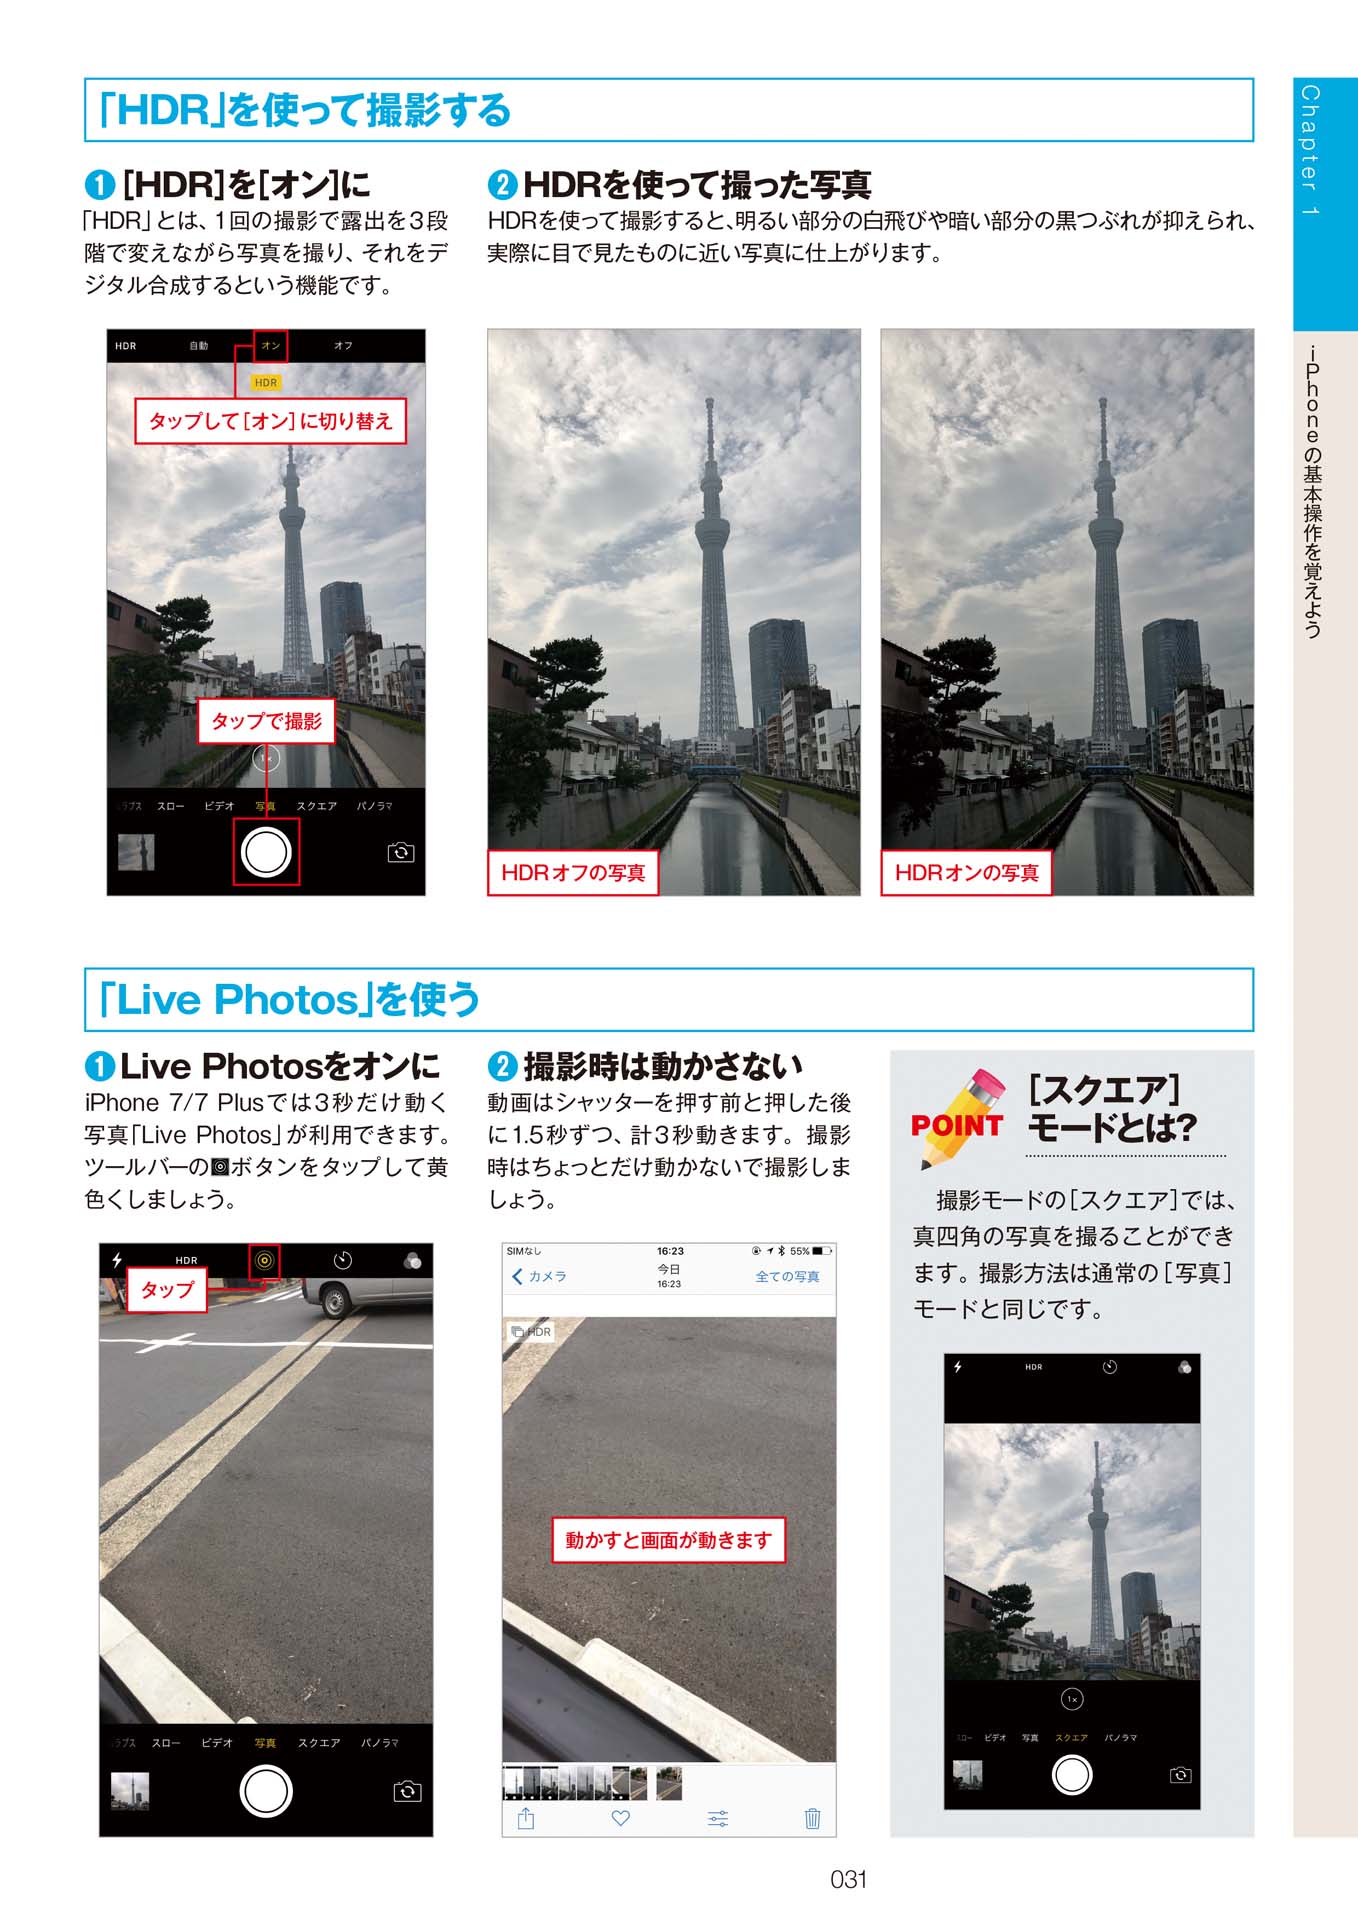 「HDR」を使って撮影する
❶[HDR]を[オン]に
「HDR」とは、1回の撮影で露出を3段
階で変えながら写真を撮り、それをデ
ジタル合成するという機能です。
HDR 自動 オン オフ
HDR
タップして[オン]に切り替え
タップで撮影
1×
ラプス スロー ビデオ 写真 スクエア パノラマ
❷HDRを使って撮った写真
HDRを使って撮影すると、明るい部分の白飛びや暗い部分の黒つぶれが抑えられ、
実際に目で見たものに近い写真に仕上がります。
HDRオフの写真
HDRオンの写真
「Live Photos」を使う
❶Live Photosをオンに
iPhone 7/7 Plusでは3秒だけ動く
写真「Live Photos」が利用できます。
ツールバーの◎ボタンをタップして黄
色くしましょう。
HDR
タップ
ラプス スロー ビデオ 写真 スクエア パノラマ
❷撮影時は動かさない
動画はシャッターを押す前と押した後
に1.5秒ずつ、計3秒動きます。撮影
時はちょっとだけ動かないで撮影しま
しょう。
SIMなし 16:23 55%
カメラ 今日 全ての写真
16:23
HDR
動かすと画面が動きます
POINT
[スクエア]
モードとは?
撮影モードの[スクエア]では、
真四角の写真を撮ることができ
ます。撮影方法は通常の[写真]
モードと同じです。
HDR
1×
スロー ビデオ 写真 スクエア パノラマ
Chapter 1
iPhoneの基本操作を覚えよう
031